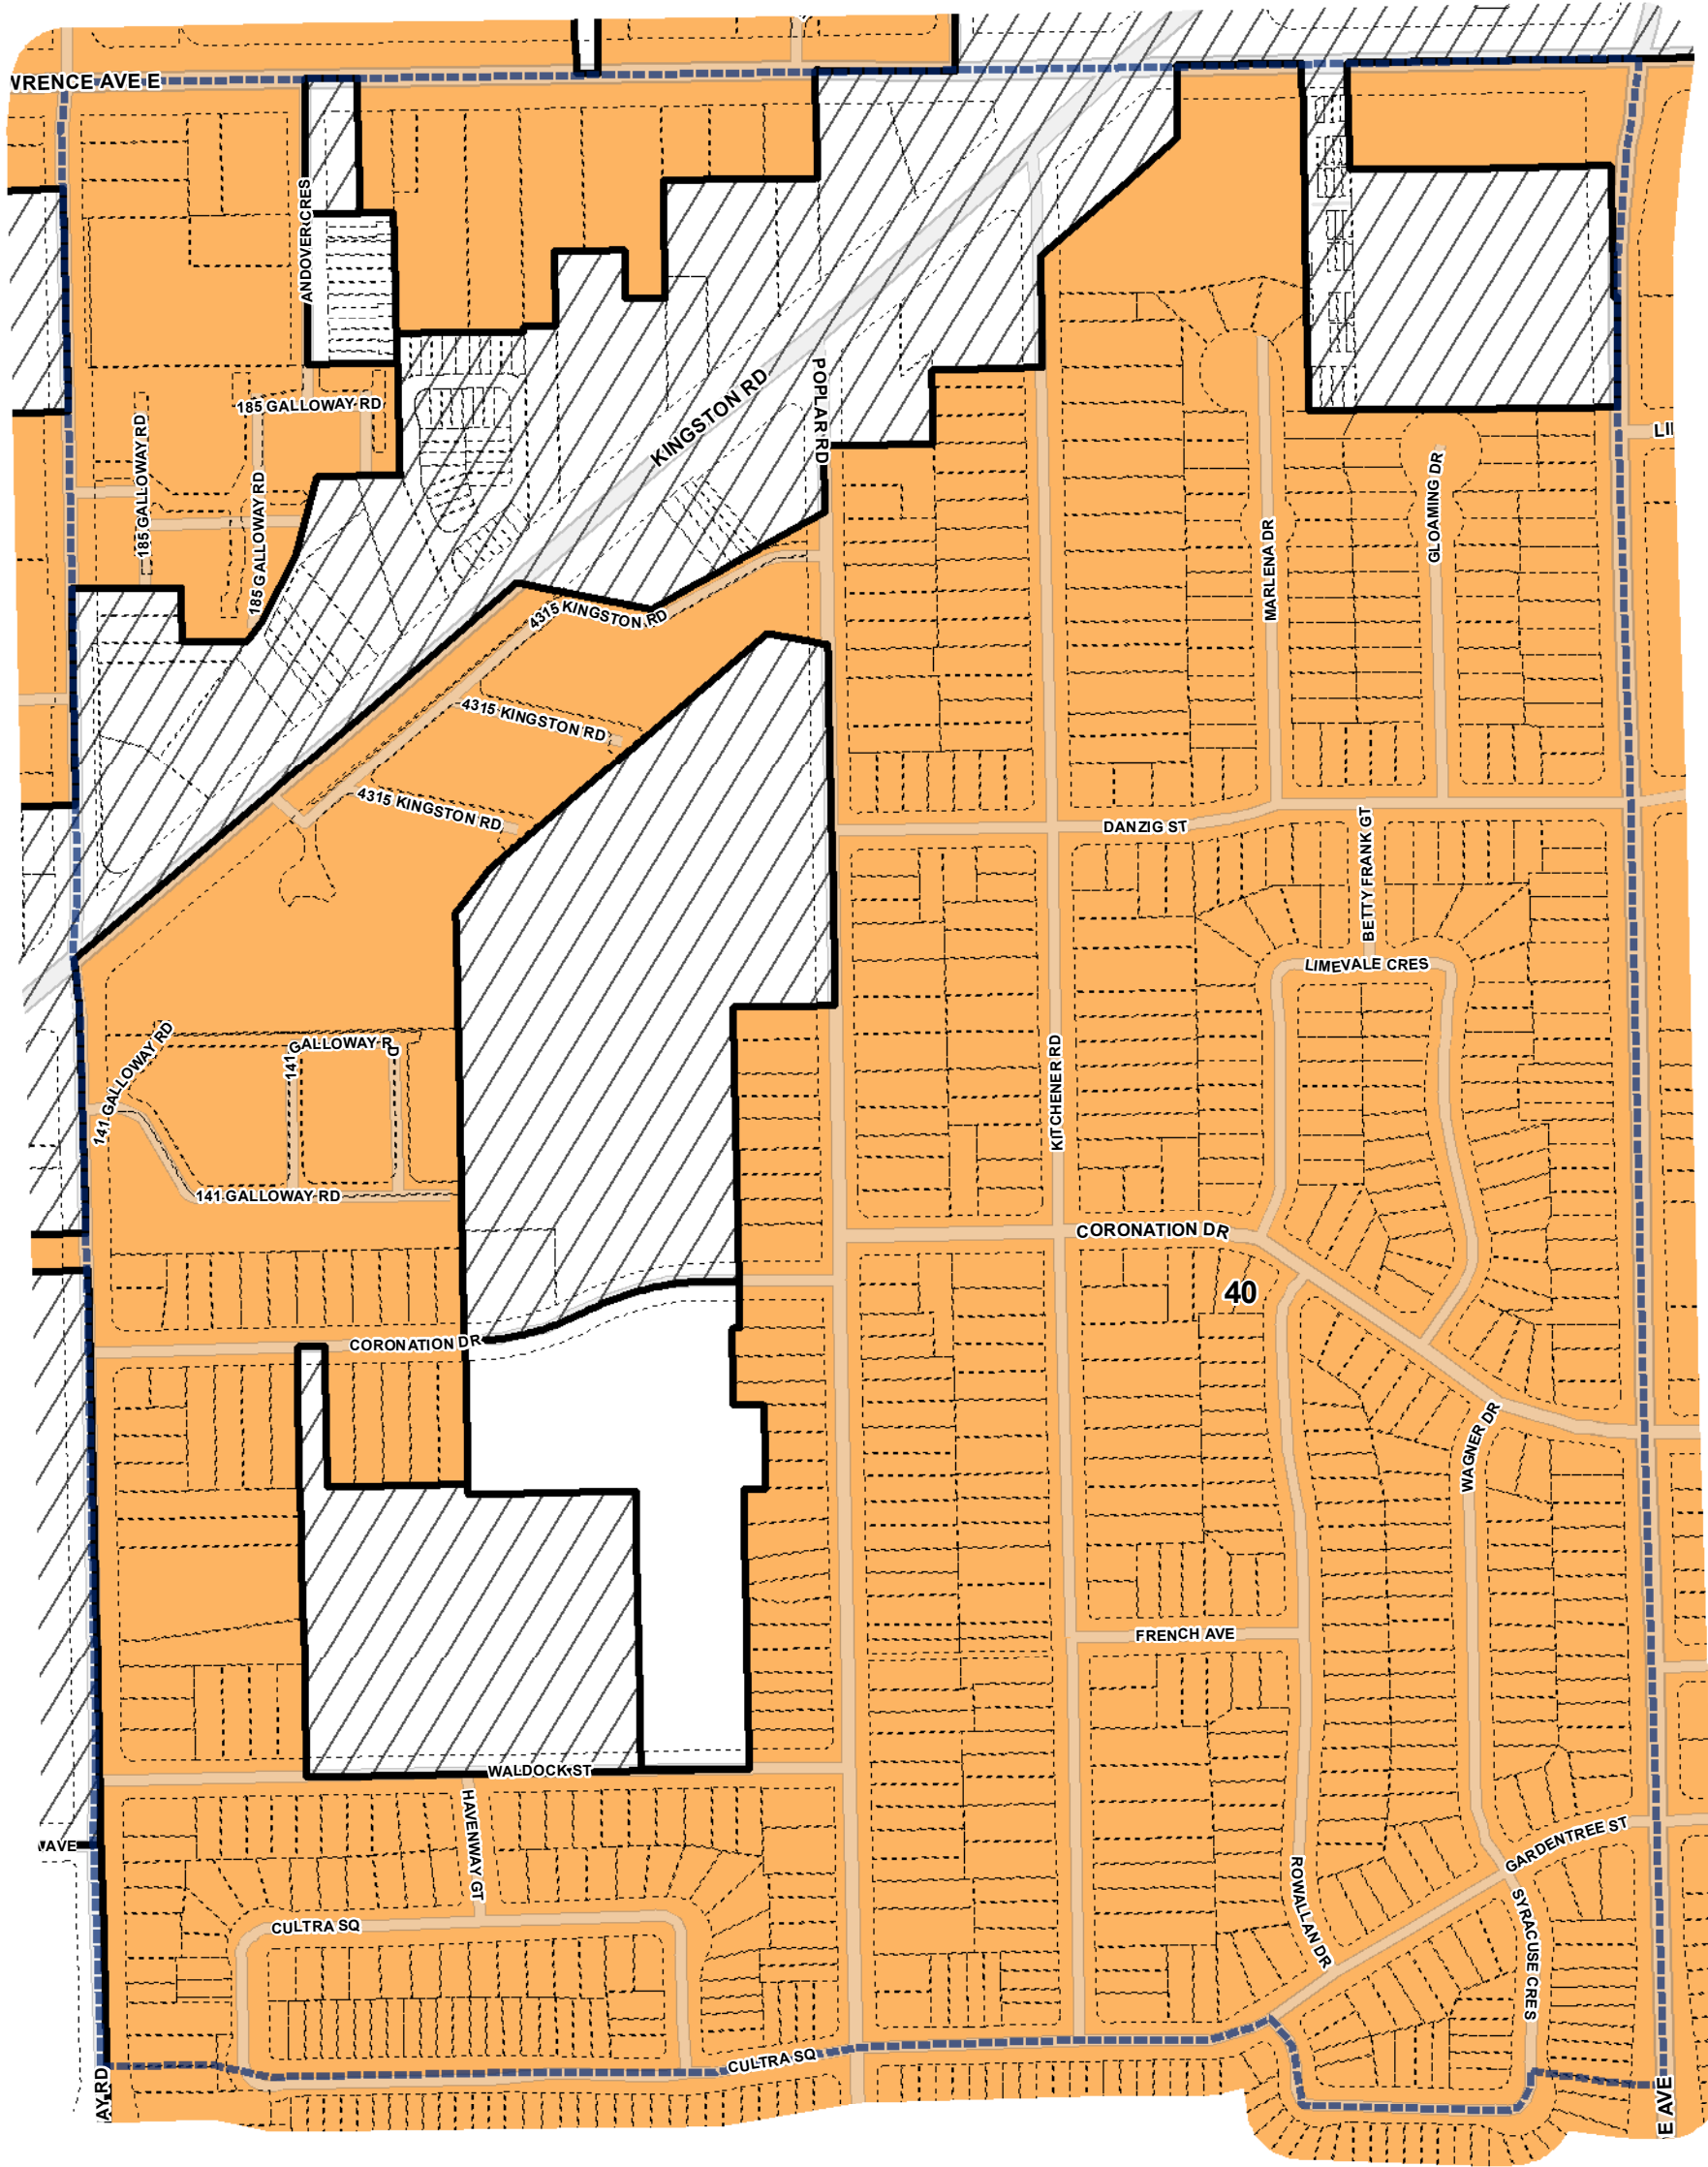 WRENCE AVE E
ANDOVER CRES
185 GALLOWAY RD
185 GALLOWAY RD
185 GALLOWAY RD
KINGSTON RD
POPLAR RD
LI
GLOAMING DR
MARLENA DR
4315 KINGSTON RD
4315 KINGSTON RD
4315 KINGSTON RD
DANZIG ST
BETTY FRANK GT
LIMEVALE CRES
141 GALLOWAY RD
141 GALLOWAY RD
KITCHENER RD
141 GALLOWAY RD
CORONATION DR
40
CORONATION DR
WAGNER DR
FRENCH AVE
WALDOCK ST
HAVENWAY GT
AVE
GARDENTREE ST
ROWALLAN DR
SYRACUSE CRES
CULTRA SQ
CULTRA SQ
AY RD
E AVE